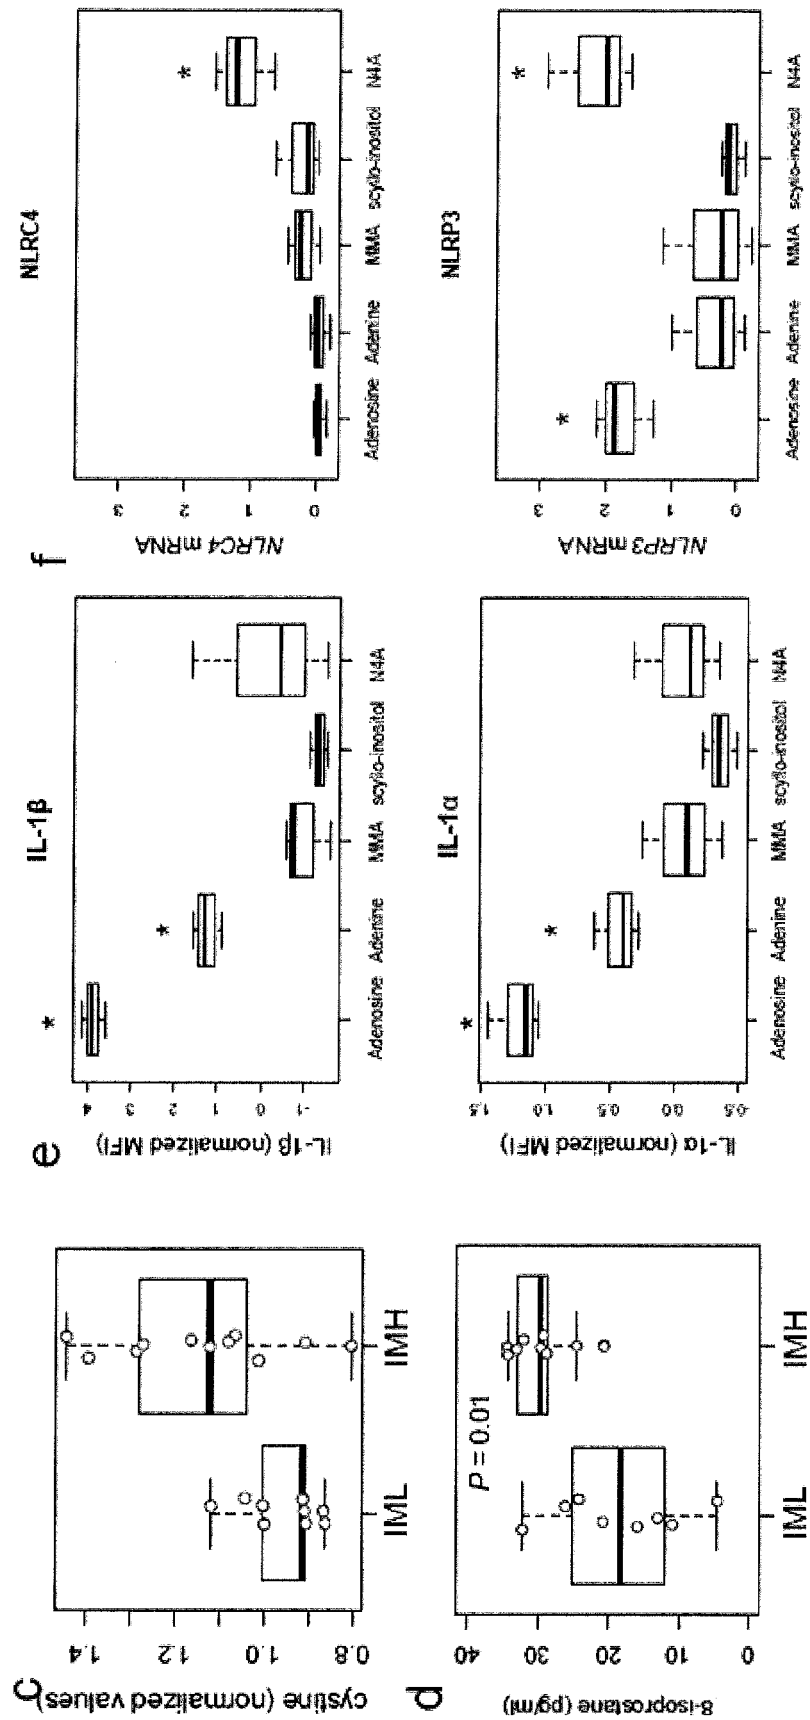 c
cystine (normalized values)
1.4
1.2
1.0
0.8
IML
IMH
d
8-isoprostane (pg/ml)
40
30
20
10
0
P = 0.01
IML
IMH
e
IL-1β
IL-1β (normalized MFI)
4
3
2
1
0
-1
*
*
Adenosine Adenine MMA scyllo-inositol N4A
IL-1α
IL-1α (normalized MFI)
1.5
1.0
0.5
0.0
-0.5
*
*
Adenosine Adenine MMA scyllo-inositol N4A
f
NLRC4
NLRC4 mRNA
3
2
1
0
*
Adenosine Adenine MMA scyllo-inositol N4A
NLRP3
NLRP3 mRNA
3
2
1
0
*
*
Adenosine Adenine MMA scyllo-inositol N4A